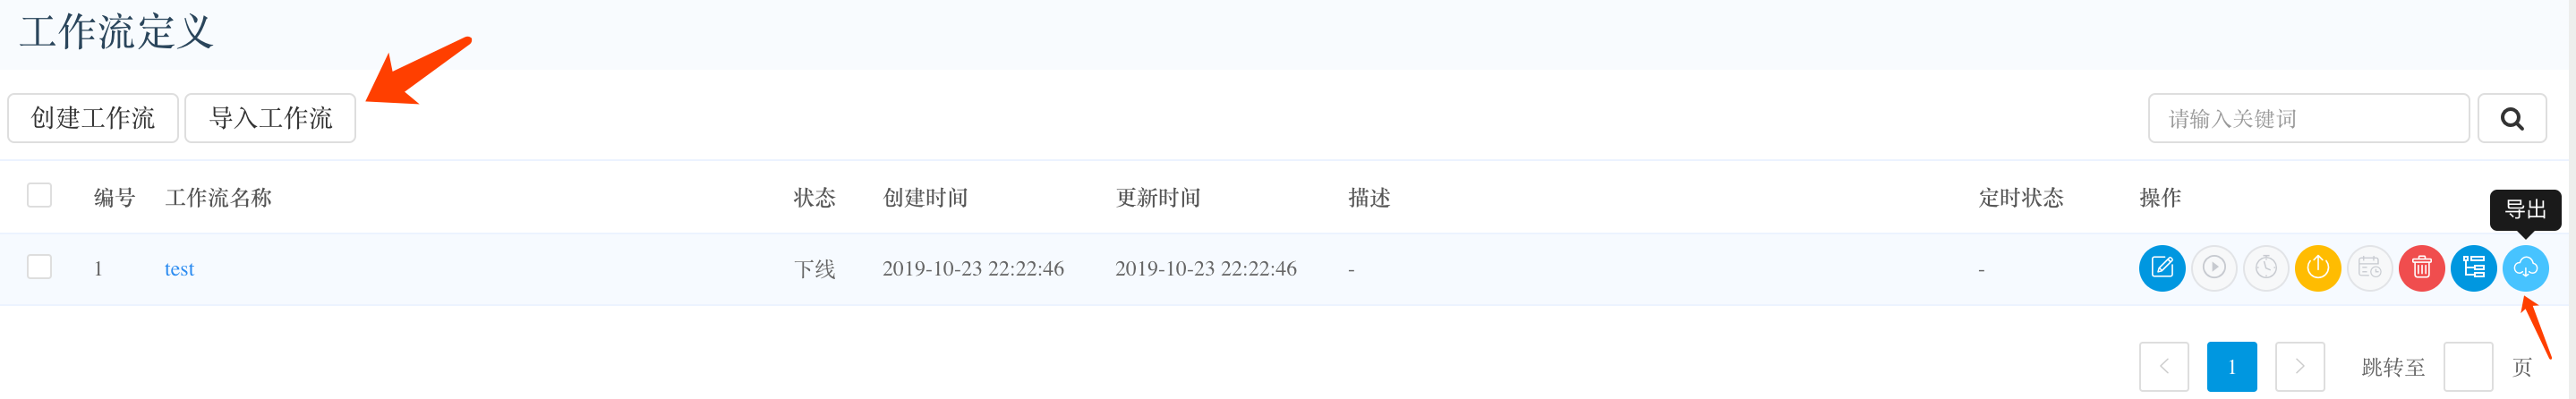 工作流定义
创建工作流 导入工作流 请输入关键词
编号 工作流名称 状态 创建时间 更新时间 描述 定时状态 操作 导出
1 test 下线 2019-10-23 22:22:46 2019-10-23 22:22:46 - -
1 跳转至 页